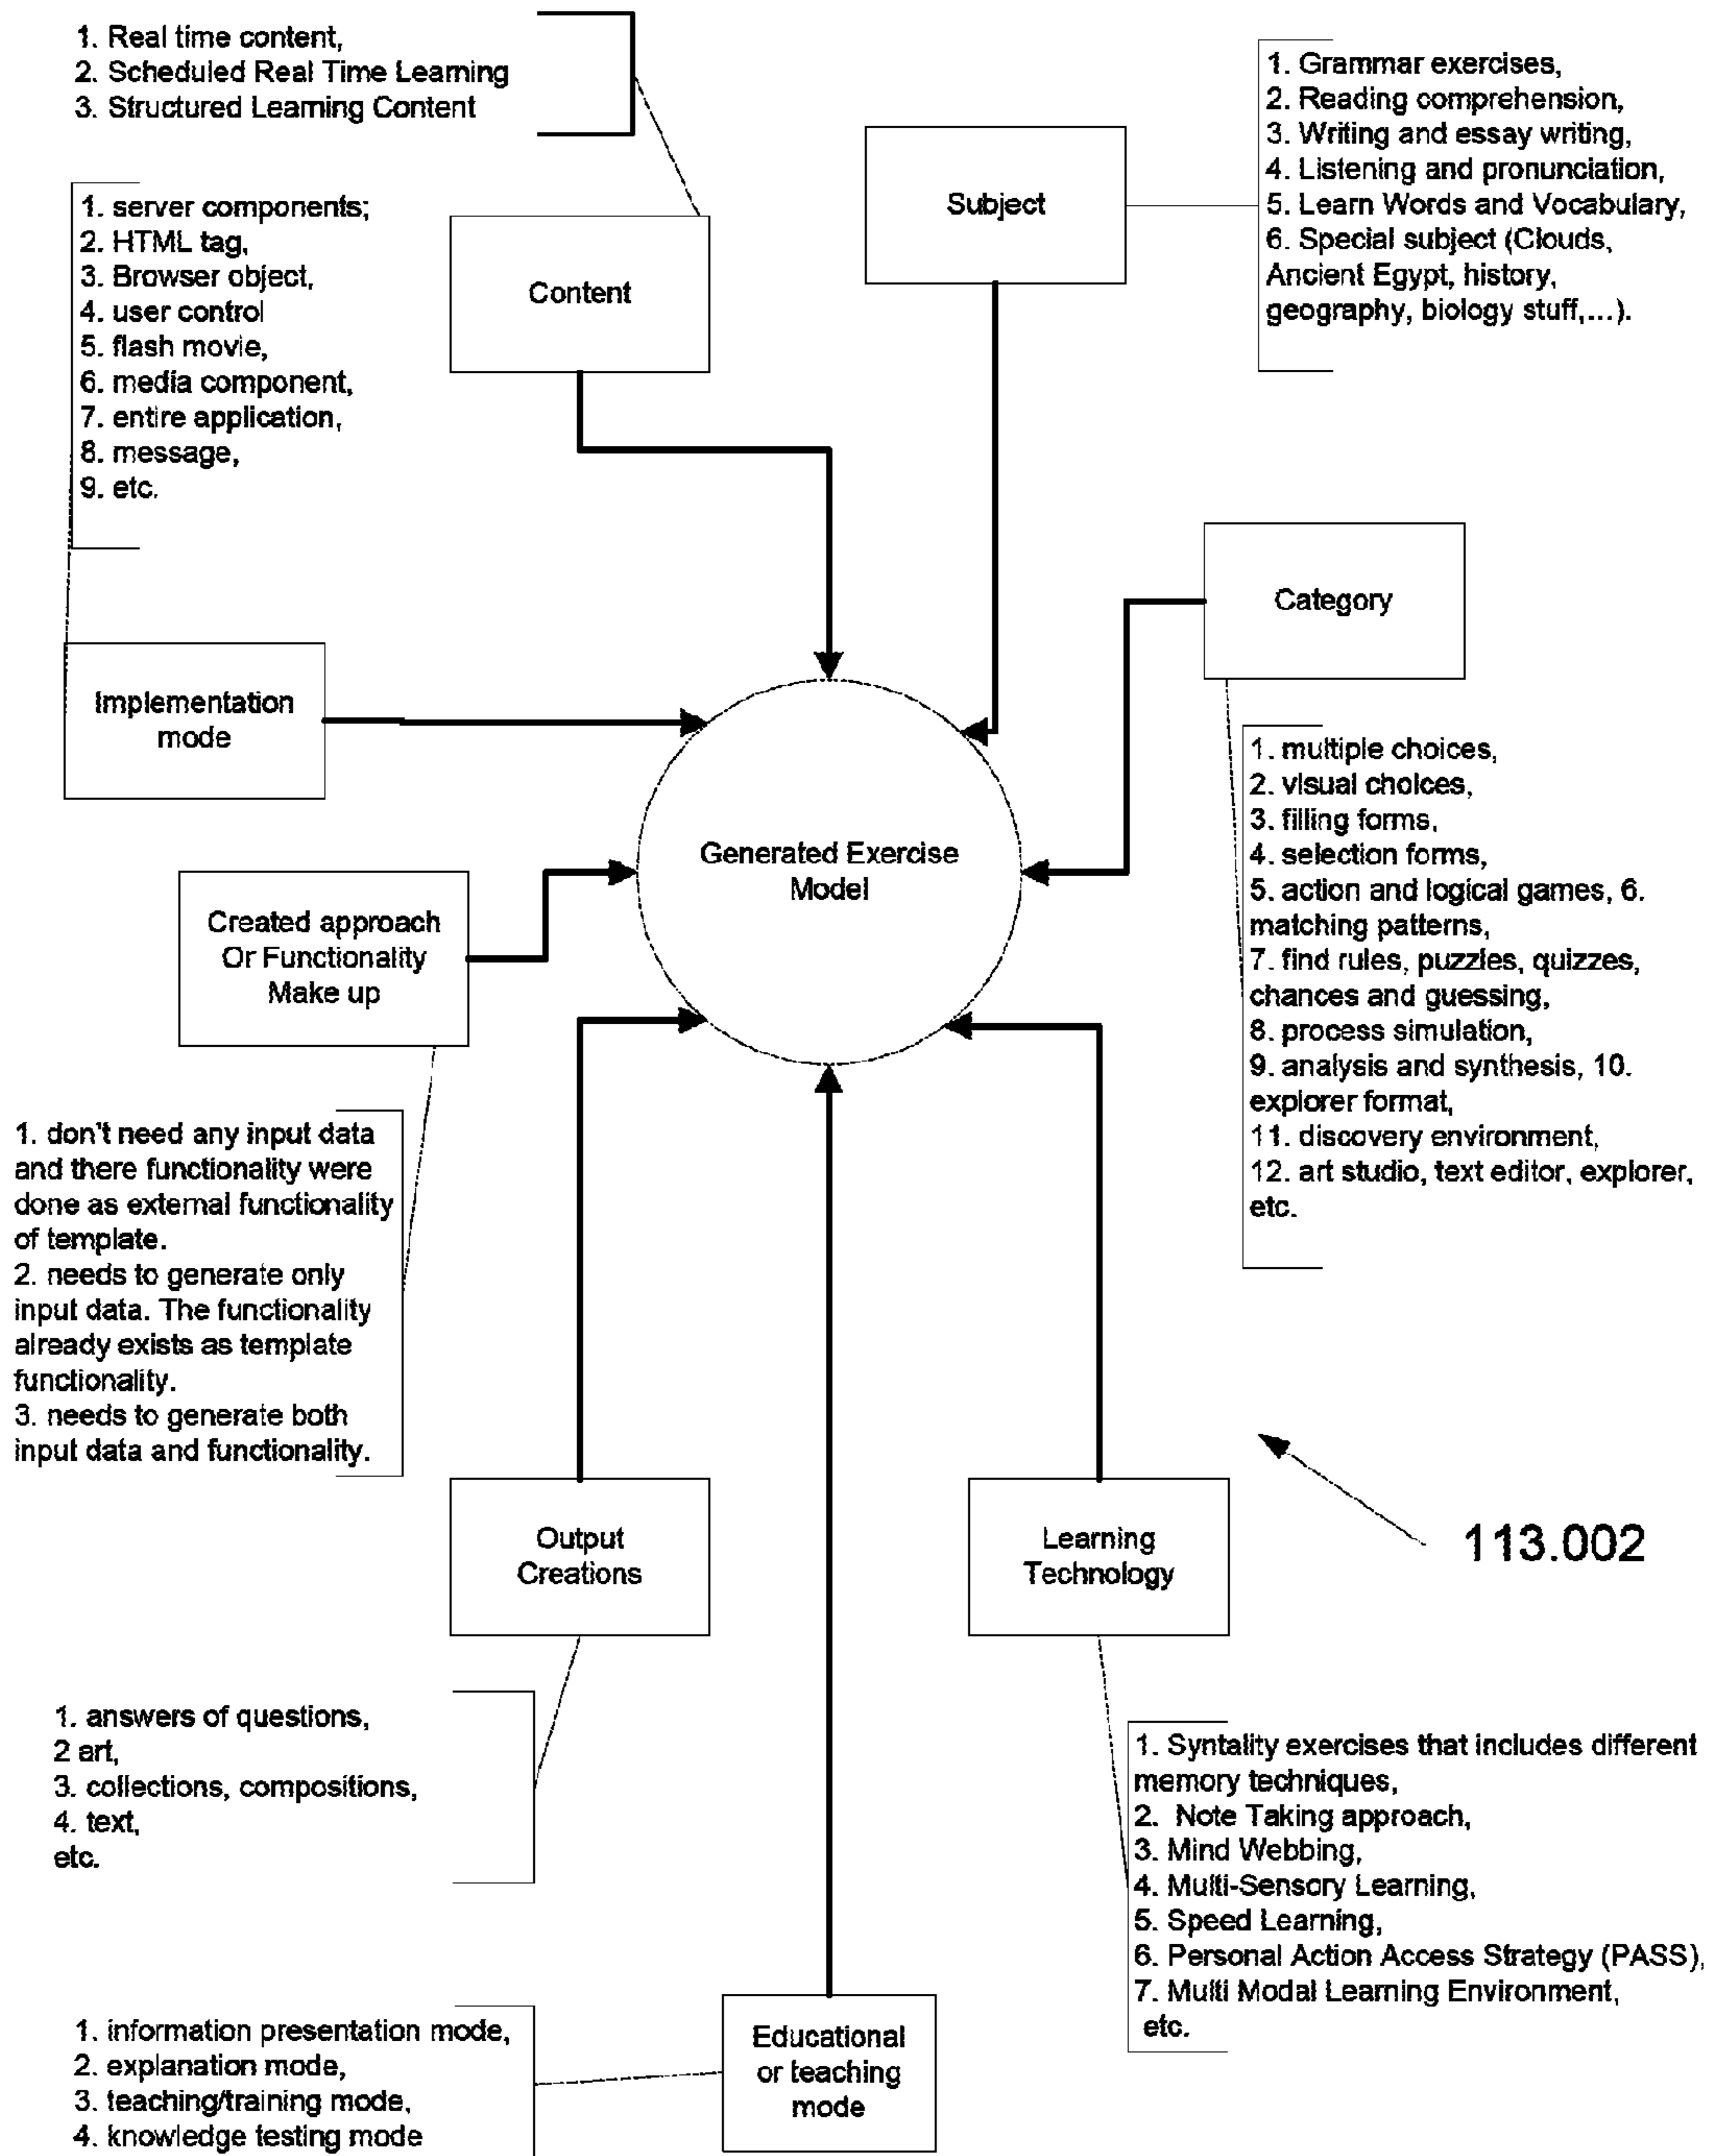 1. Real time content,
2. Scheduled Real Time Learning
3. Structured Learning Content
1. Grammar exercises,
2. Reading comprehension,
3. Writing and essay writing,
4. Listening and pronunciation,
5. Learn Words and Vocabulary,
6. Special subject (Clouds,
Ancient Egypt, history,
geography, biology stuff,...).
Subject
1. server components;
2. HTML tag,
3. Browser object,
4. user control
5. flash movie,
6. media component,
7. entire application,
8. message,
9. etc.
Content
Category
Implementation
mode
1. multiple choices,
2. visual choices,
3. filling forms,
4. selection forms,
5. action and logical games, 6.
matching patterns,
7. find rules, puzzles, quizzes,
chances and guessing,
8. process simulation,
9. analysis and synthesis, 10.
explorer format,
11. discovery environment,
12. art studio, text editor, explorer,
etc.
Generated Exercise
Model
Created approach
Or Functionality
Make up
1. don't need any input data
and there functionality were
done as external functionality
of template.
2. needs to generate only
input data. The functionality
already exists as template
functionality.
3. needs to generate both
input data and functionality.
Output
Creations
Learning
Technology
113.002
1. answers of questions,
2 art,
3. collections, compositions,
4. text,
etc.
1. Syntality exercises that includes different
memory techniques,
2. Note Taking approach,
3. Mind Webbing,
4. Multi-Sensory Learning,
5. Speed Learning,
6. Personal Action Access Strategy (PASS),
7. Multi Modal Learning Environment,
etc.
1. information presentation mode,
2. explanation mode,
3. teaching/training mode,
4. knowledge testing mode
Educational
or teaching
mode